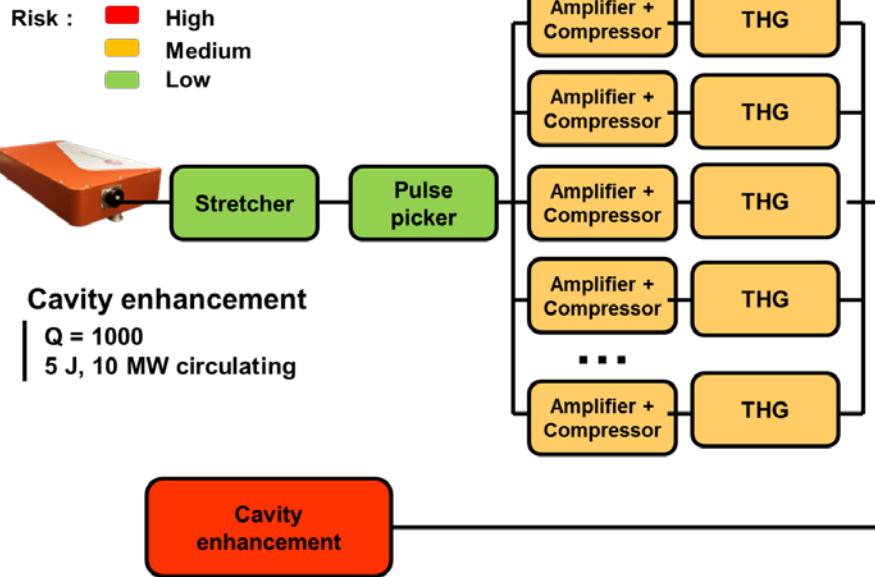 Risk :
High
Medium
Low
Amplifier +
Compressor
THG
Amplifier +
Compressor
THG
Stretcher
Pulse
picker
Amplifier +
Compressor
THG
Cavity enhancement
Q = 1000
5 J, 10 MW circulating
Amplifier +
Compressor
THG
...
Amplifier +
Compressor
THG
Cavity
enhancement